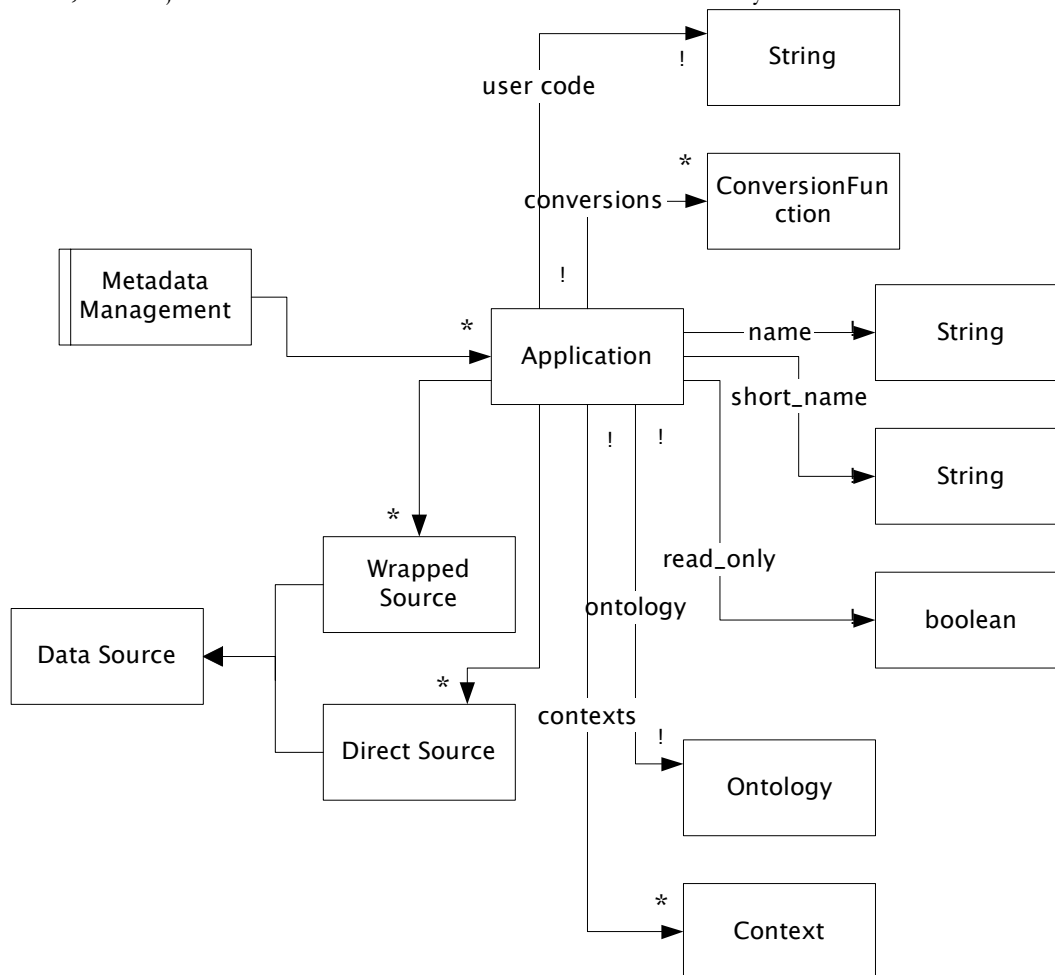 user code
!
String
*
conversions
ConversionFun
ction
Metadata
Management
!
*
Application
name
!
String
short_name
!
String
!
!
*
Wrapped
Source
read_only
!
boolean
ontology
Data Source
*
Direct Source
contexts
!
Ontology
*
Context